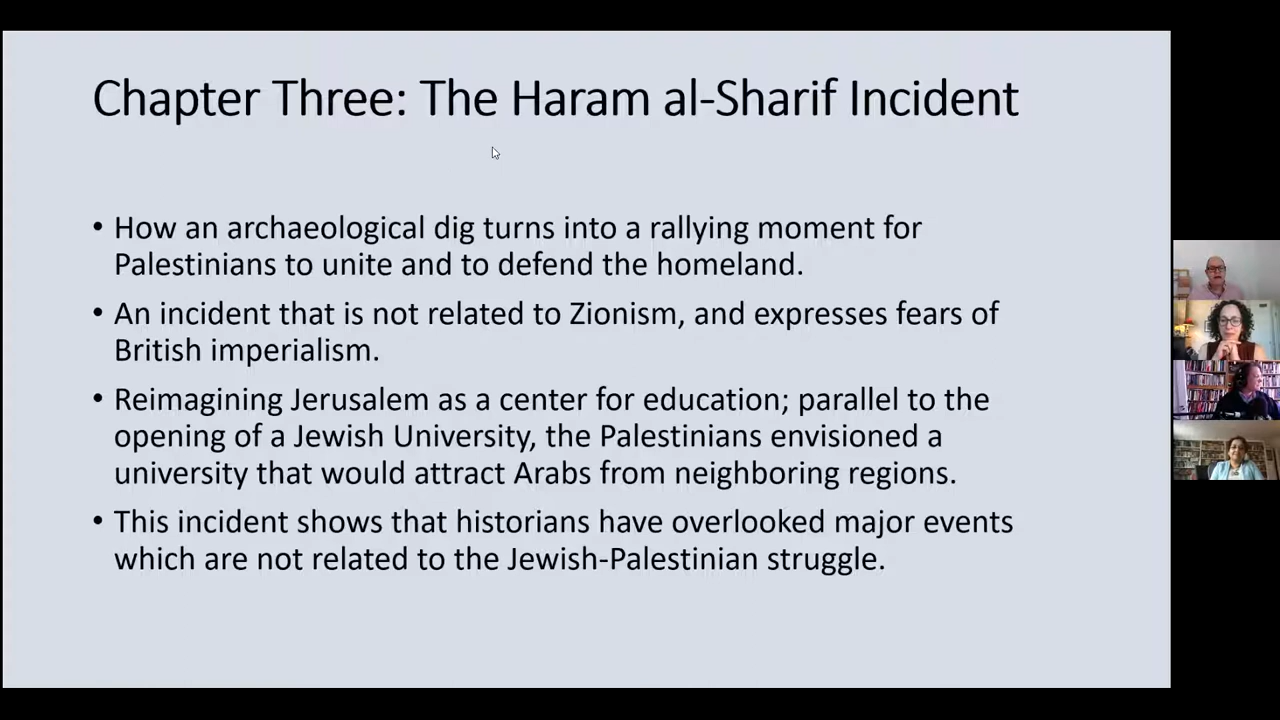 Chapter Three: The Haram al-Sharif Incident
• How an archaeological dig turns into a rallying moment for
Palestinians to unite and to defend the homeland.
• An incident that is not related to Zionism, and expresses fears of
British imperialism.
• Reimagining Jerusalem as a center for education; parallel to the
opening of a Jewish University, the Palestinians envisioned a
university that would attract Arabs from neighboring regions.
• This incident shows that historians have overlooked major events
which are not related to the Jewish-Palestinian struggle.